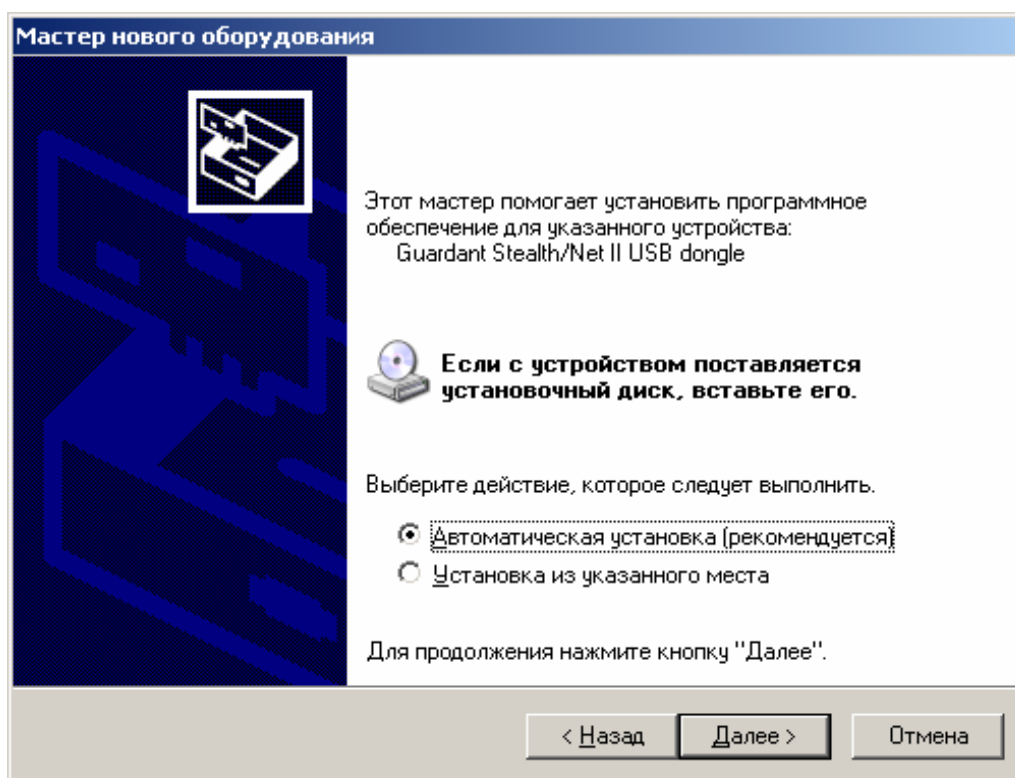 Мастер нового оборудования
Этот мастер помогает установить программное
обеспечение для указанного устройства:
Guardant Stealth/Net II USB dongle
Если с устройством поставляется
установочный диск, вставьте его.
Выберите действие, которое следует выполнить.
Автоматическая установка (рекомендуется)
Установка из указанного места
Для продолжения нажмите кнопку "Далее".
< Назад Далее > Отмена